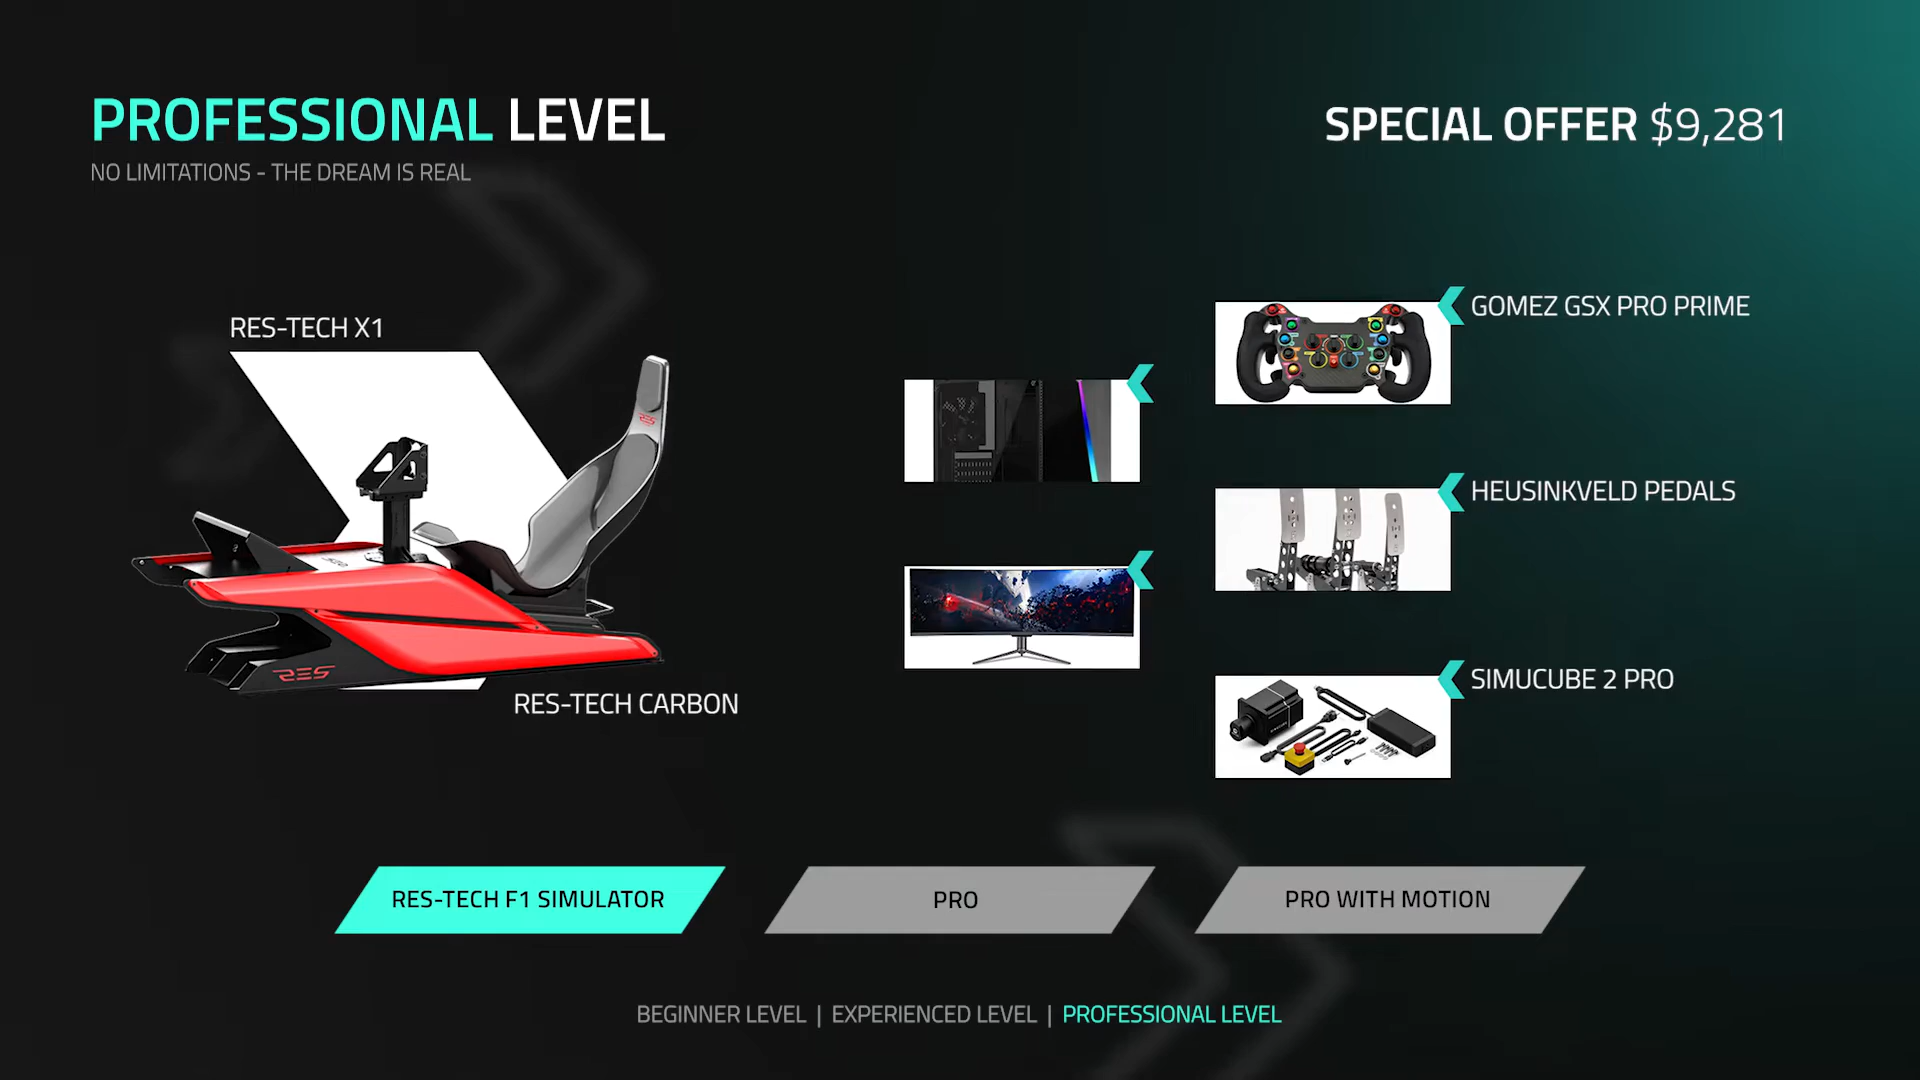 PROFESSIONAL LEVEL
NO LIMITATIONS - THE DREAM IS REAL
SPECIAL OFFER $9,281
RES-TECH X1
RES
RES
RES-TECH CARBON
GOMEZ GSX PRO PRIME
HEUSINKVELD PEDALS
SIMUCUBE 2 PRO
RES-TECH F1 SIMULATOR
PRO
PRO WITH MOTION
BEGINNER LEVEL | EXPERIENCED LEVEL | PROFESSIONAL LEVEL